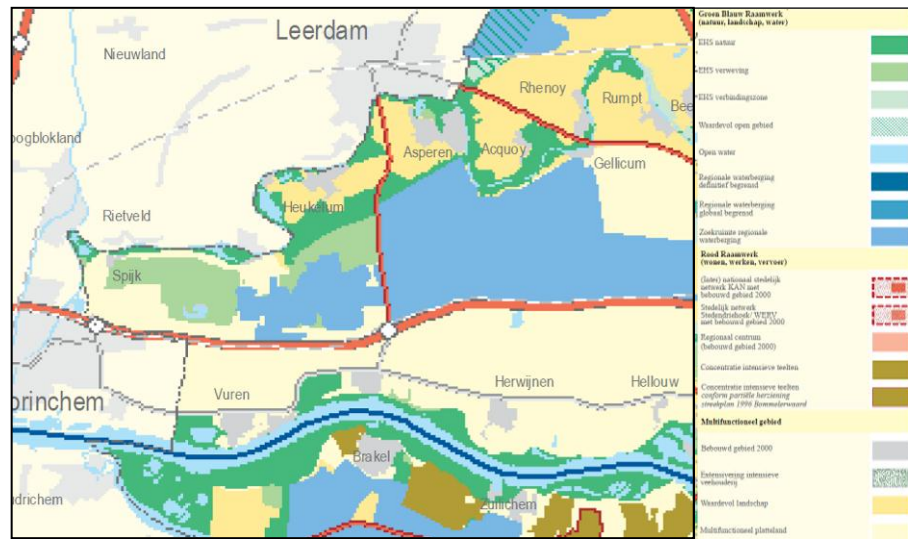 Leerdam
Nieuwland
Rhenoy
Rumpt
Bee
oogblokland
Asperen
Acquoy
Gellicum
Rietveld
Heukelum
Spijk
orinchem
Vuren
Herwijnen
Hellouw
Brakel
udrichem
Zuilichem
Groen Blauw Raamwerk
(natuur, landschap, water)
EHS natuur
EHS verweving
EHS verbindingszone
Waardevol open gebied
Open water
Regionale waterberging
definitief begrensd
Regionale waterberging
globaal begrensd
Zoekruimte regionale
waterberging
Rood Raamwerk
(wonen, werken, vervoer)
(Inter) nationaal stedelijk
netwerk KAN met
bebouwd gebied 2000
Stedelijk netwerk
Stedendriehoek/ WERV
met bebouwd gebied 2000
Regionaal centrum
(bebouwd gebied 2000)
Concentratie intensieve teelten
Concentratie intensieve teelten
conform partiële herziening
streekplan 1996 Bommelerwaard
Multifunctioneel gebied
Bebouwd gebied 2000
Extensivering intensieve
veehouderij
Waardevol landschap
Multifunctioneel platteland